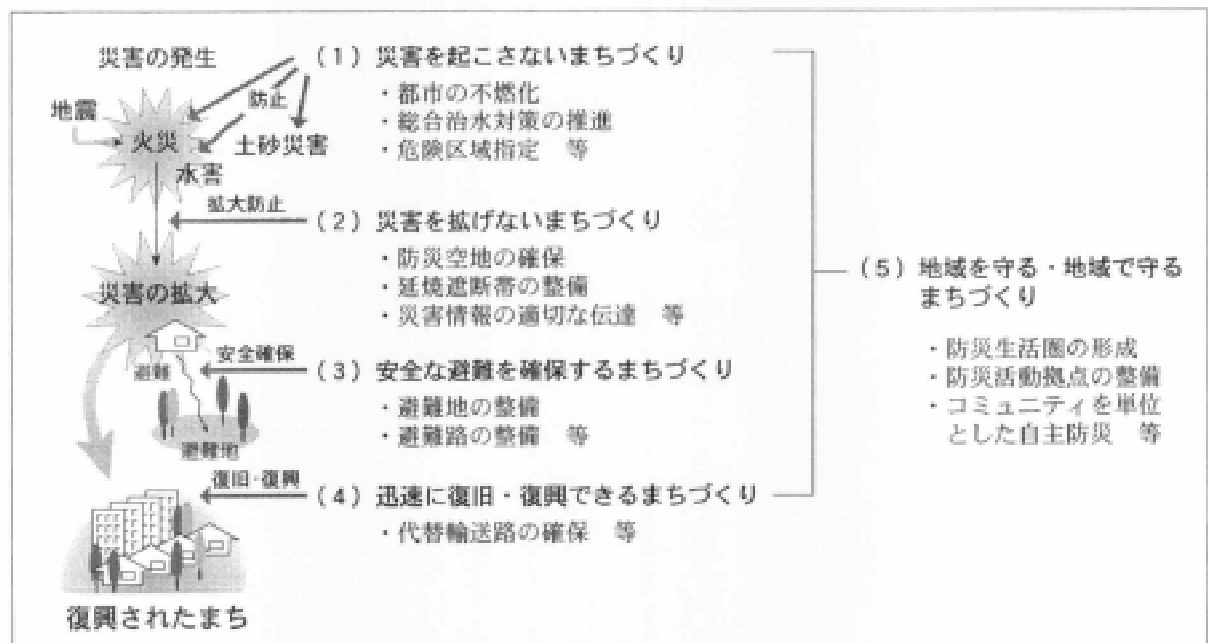 災害の発生
地震
火災
防止
土砂災害
水害
拡大防止
災害の拡大
避難
安全確保
避難地
復旧・復興
復興されたまち
(1) 災害を起こさないまちづくり
・都市の不燃化
・総合治水対策の推進
・危険区域指定 等
(2) 災害を拡げないまちづくり
・防災空地の確保
・延焼遮断帯の整備
・災害情報の適切な伝達 等
(3) 安全な避難を確保するまちづくり
・避難地の整備
・避難路の整備 等
(4) 迅速に復旧・復興できるまちづくり
・代替輸送路の確保 等
(5) 地域を守る・地域で守る
まちづくり
・防災生活圏の形成
・防災活動拠点の整備
・コミュニティを単位
とした自主防災 等